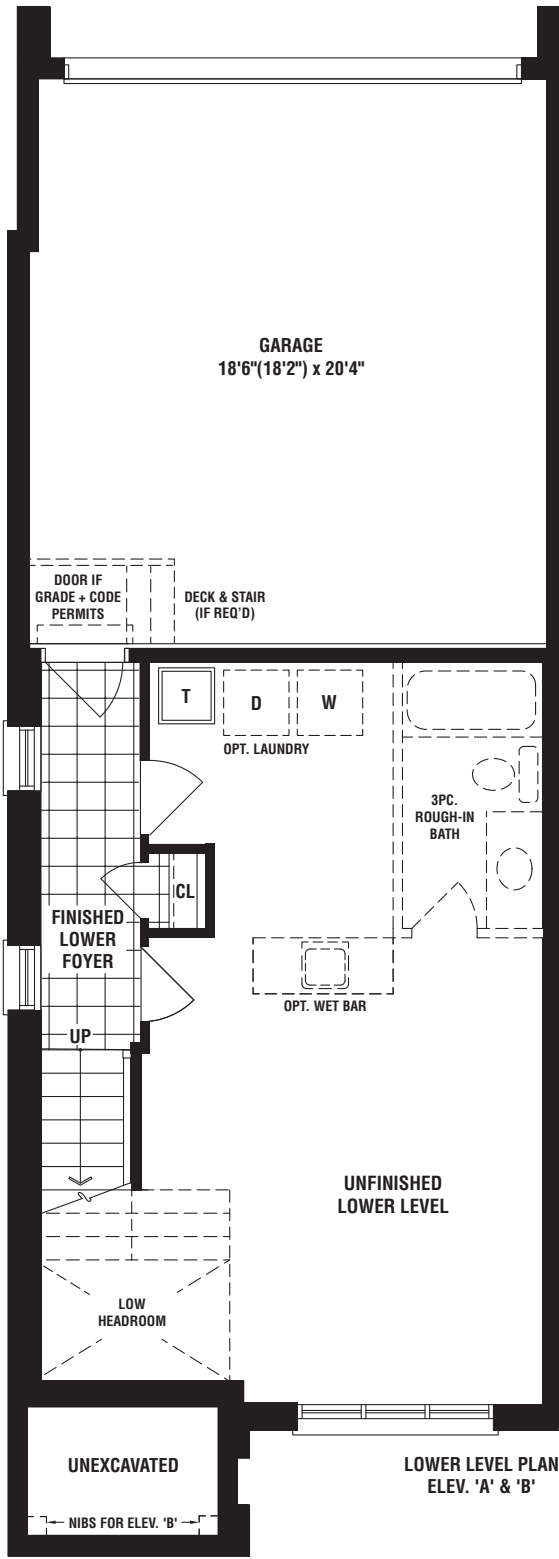 GARAGE
18'6"(18'2") x 20'4"
DOOR IF
GRADE + CODE
PERMITS
DECK & STAIR
(IF REQ'D)
T
D
W
OPT. LAUNDRY
3PC.
ROUGH-IN
BATH
CL
FINISHED
LOWER
FOYER
OPT. WET BAR
UP
UNFINISHED
LOWER LEVEL
LOW
HEADROOM
UNEXCAVATED
NIBS FOR ELEV. 'B'
LOWER LEVEL PLAN
ELEV. 'A' & 'B'